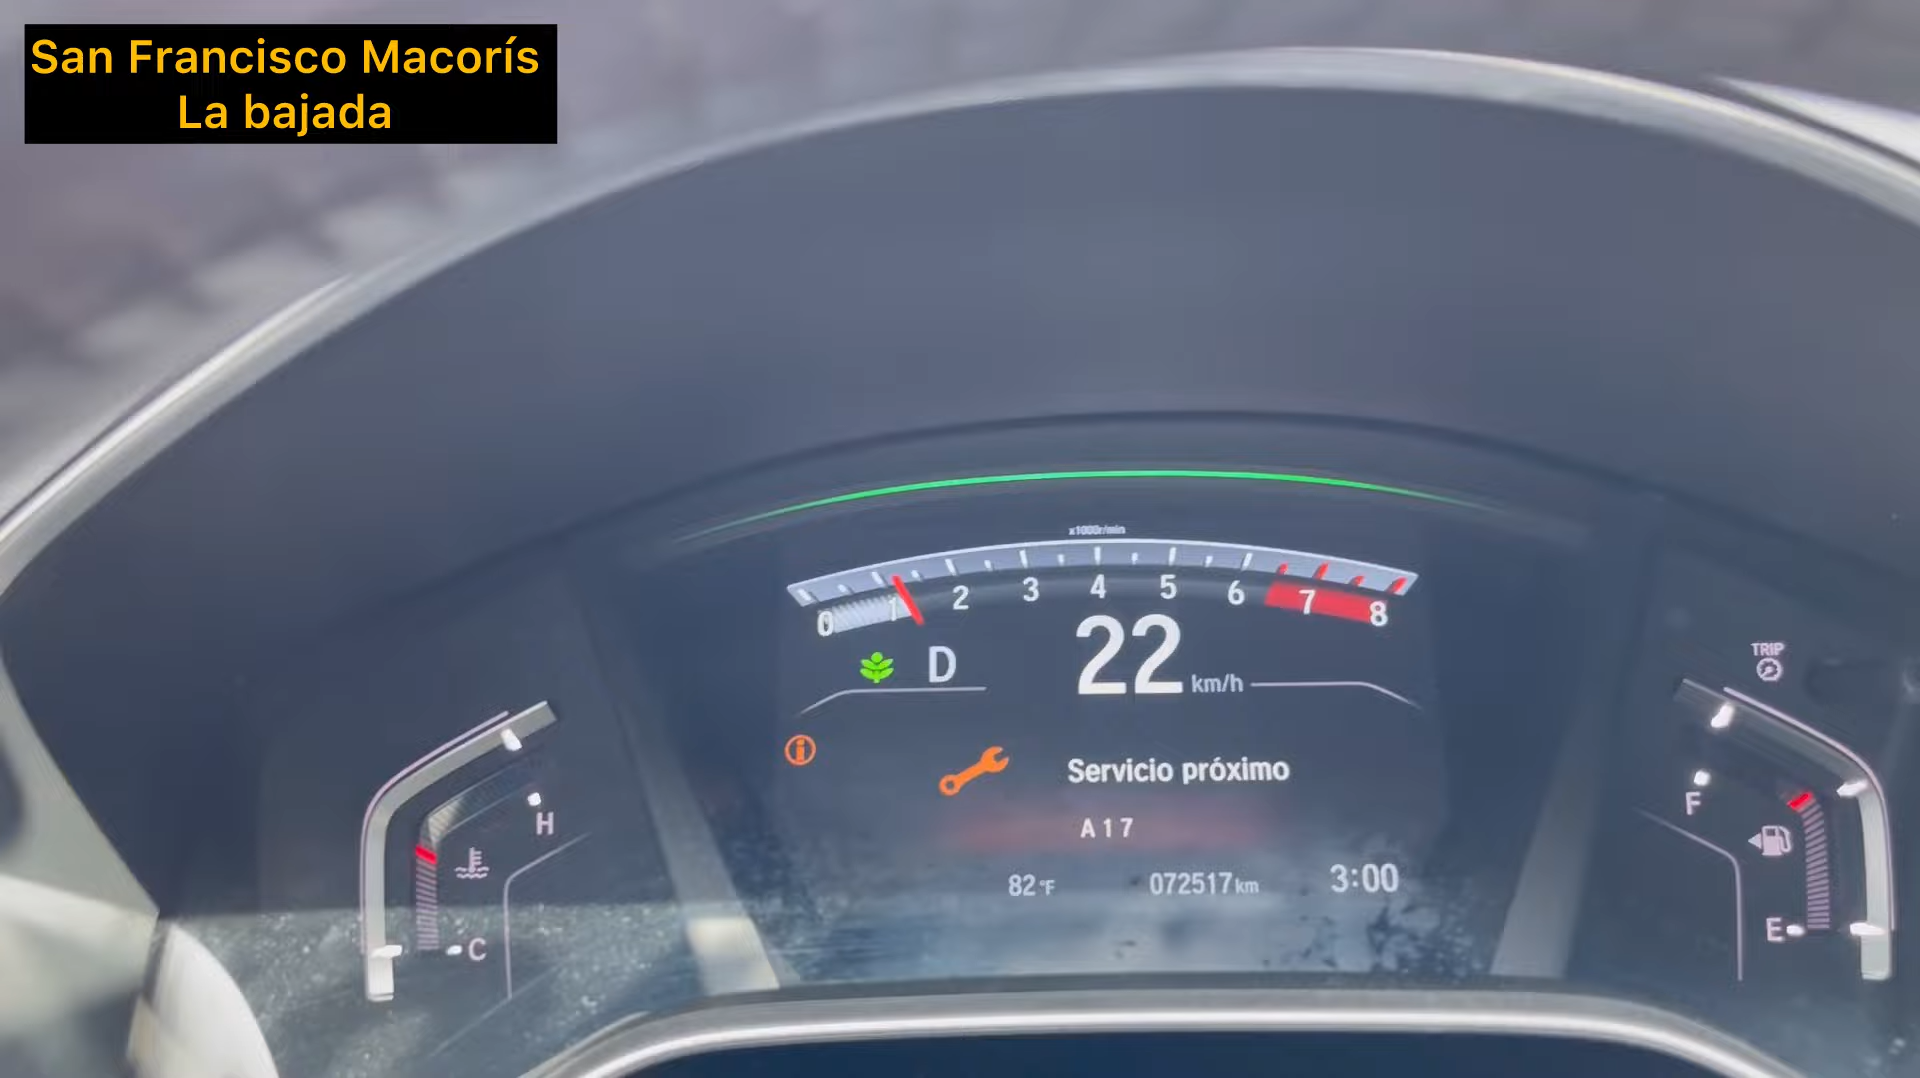 San Francisco Macorís
La bajada
x1000r/min
0 1 2 3 4 5 6 7 8
D 22 km/h
TRIP
Servicio próximo
A 1 7
82°F 072517 km 3:00
H
C
F
E